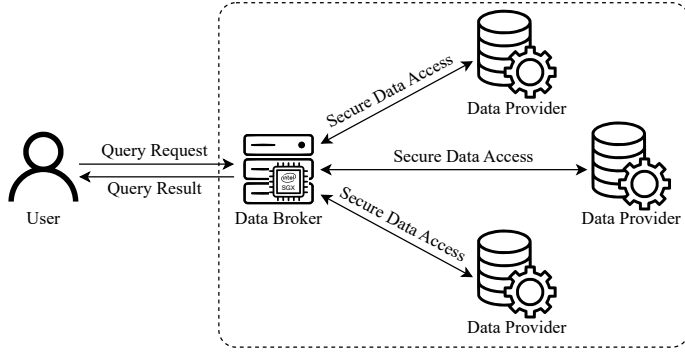 Secure Data Access
Data Provider
Query Request
Secure Data Access
Query Result
intel
SGX
User
Data Broker
Data Provider
Secure Data Access
Data Provider